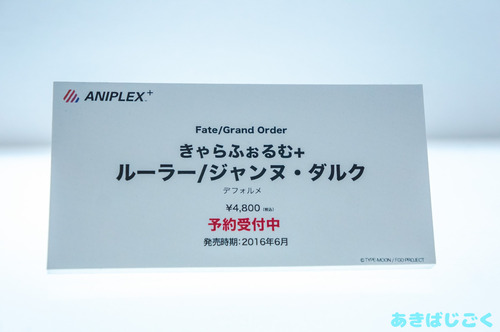 ANIPLEX+
Fate/Grand Order
きゃらふぉるむ+
ルーラー/ジャンヌ・ダルク
デフォルメ
¥4,800 (税込)
予約受付中
発売時期:2016年6月
©TYPE-MOON / FGO PROJECT
あきばじごく